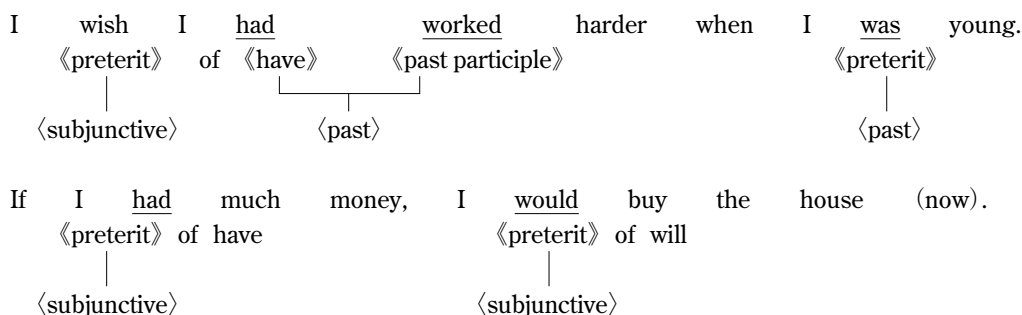 I wish I had worked harder when I was young.
《preterit》 of 《have》 《past participle》 《preterit》
〈subjunctive〉 〈past〉 〈past〉
If I had much money, I would buy the house (now).
《preterit》 of have 《preterit》 of will
〈subjunctive〉 〈subjunctive〉